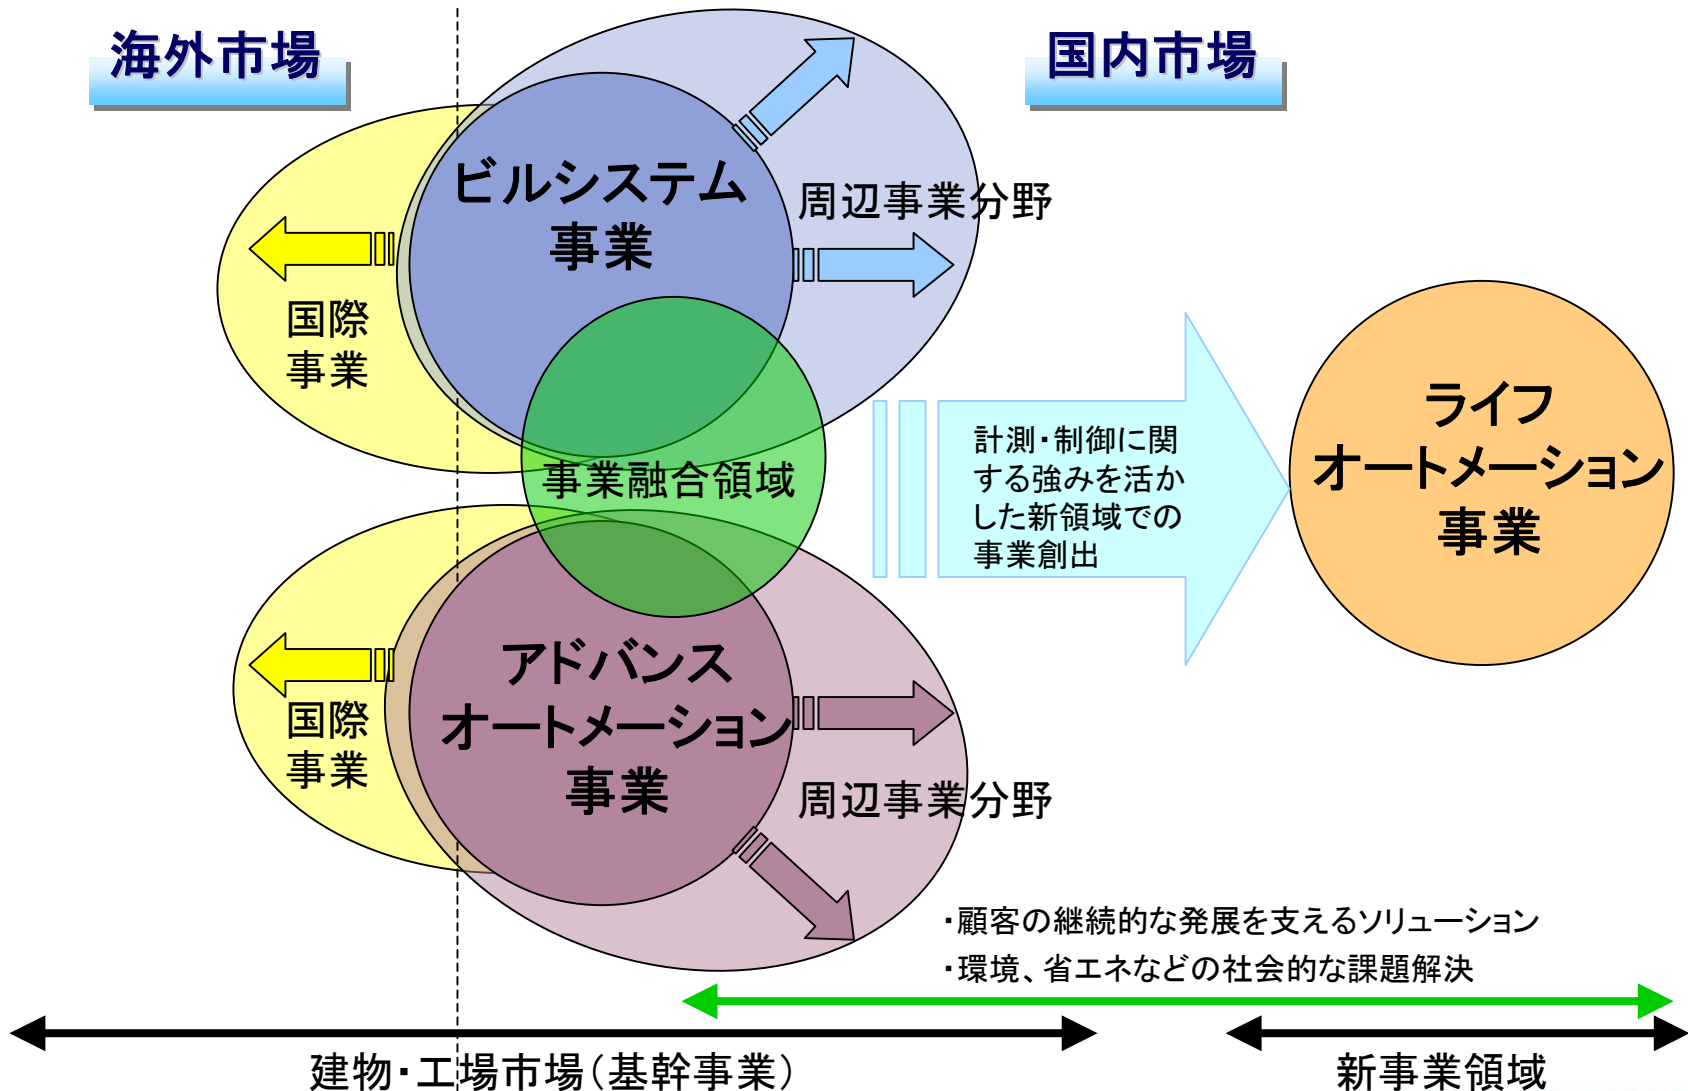 海外市場
国内市場
ビルシステム
事業
周辺事業分野
国際
事業
事業融合領域
計測・制御に関
する強みを活か
した新領域での
事業創出
ライフ
オートメーション
事業
アドバンス
オートメーション
事業
国際
事業
周辺事業分野
・顧客の継続的な発展を支えるソリューション
・環境、省エネなどの社会的な課題解決
建物・工場市場（基幹事業）
新事業領域